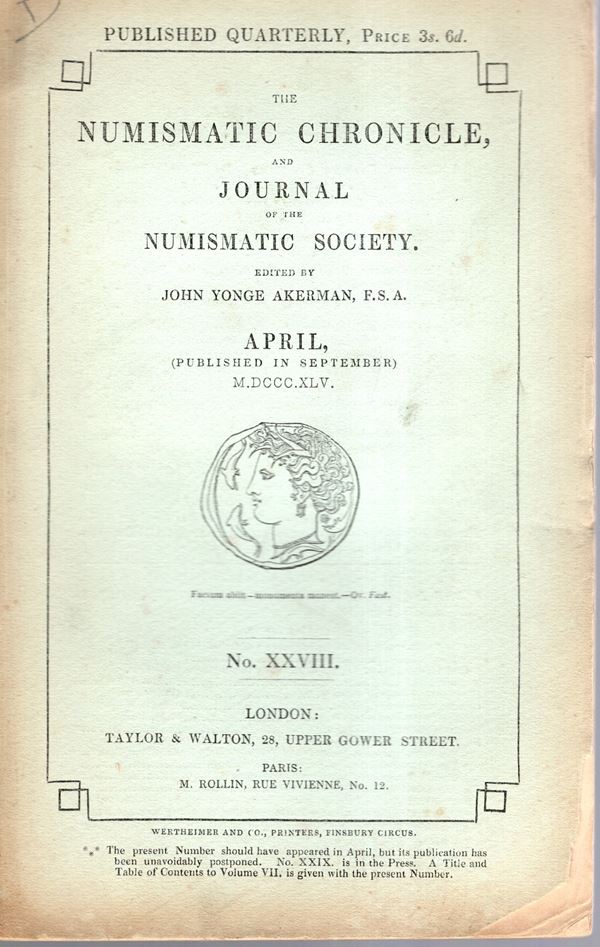 PUBLISHED QUARTERLY, PRICE 3s. 6d.
THE
NUMISMATIC CHRONICLE,
AND
JOURNAL
OF THE
NUMISMATIC SOCIETY.
EDITED BY
JOHN YONGE AKERMAN, F.S.A.
APRIL,
(PUBLISHED IN SEPTEMBER)
M.DCCC.XLV.
Factum abiit—monumenta manent.—Ov. Fast.
No. XXVIII.
LONDON:
TAYLOR & WALTON, 28, UPPER GOWER STREET.
PARIS:
M. ROLLIN, RUE VIVIENNE, No. 12.
WERTHEIMER AND CO., PRINTERS, FINSBURY CIRCUS.
*⁎* The present Number should have appeared in April, but its publication has
been unavoidably postponed. No. XXIX. is in the Press. A Title and
Table of Contents to Volume VII, is given with the present Number.